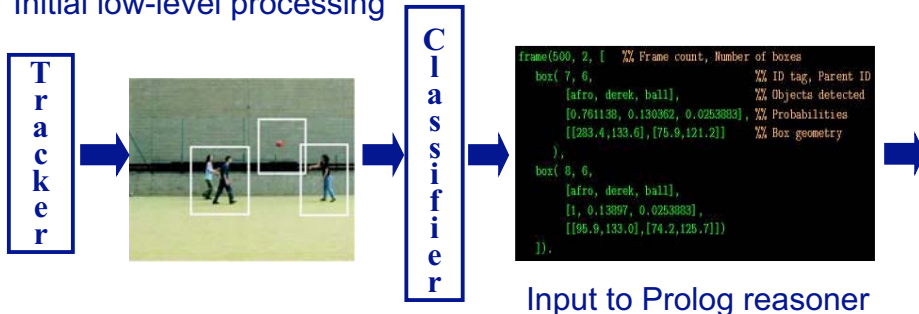 Initial low-level processing
Tracker
Classifier
frame(500, 2, [ %% Frame count, Number of boxes
box( 7, 6, %% ID tag, Parent ID
[afro, derek, ball], %% Objects detected
[0.761138, 0.130362, 0.0253883], %% Probabilities
[[283.4,133.6],[75.9,121.2]] %% Box geometry
),
box( 8, 6,
[afro, derek, ball],
[1, 0.13897, 0.0253883],
[[95.9,133.0],[74.2,125.7]])
]).
Input to Prolog reasoner